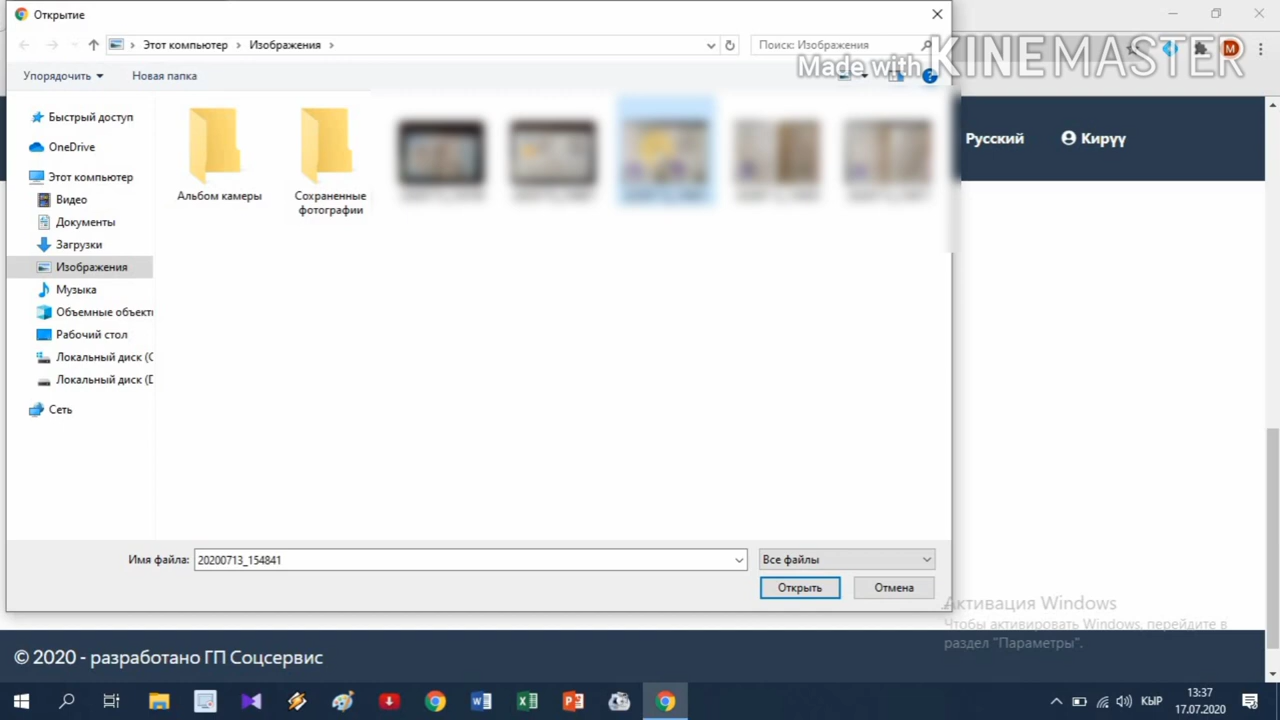 Открытие
Этот компьютер
Изображения
Поиск: Изображения
Made with KINEMASTER
Упорядочить
Новая папка
Быстрый доступ
OneDrive
Этот компьютер
Видео
Документы
Загрузки
Изображения
Музыка
Объемные объект
Рабочий стол
Локальный диск (C
Локальный диск (D
Сеть
Альбом камеры
Сохраненные
фотографии
Русский
Кирүү
M
Имя файла:
20200713_154841
Все файлы
Открыть
Отмена
Активация Windows
Чтобы активировать Windows, перейдите в
раздел "Параметры".
© 2020 - разработано ГП Соцсервис
КЫР
13:37
17.07.2020